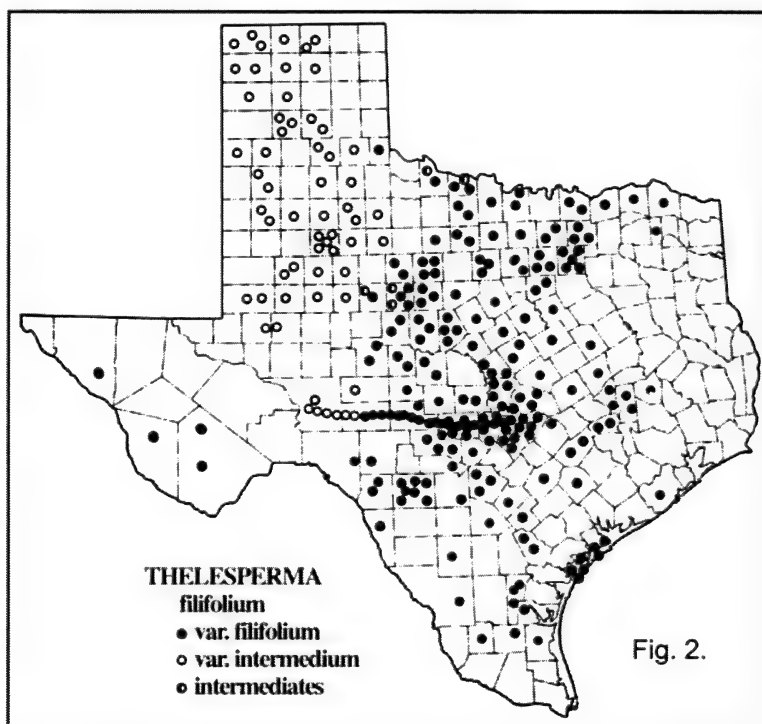 THELESPERMA
filifolium
● var. filifolium
○ var. intermedium
◐ intermediates
Fig. 2.